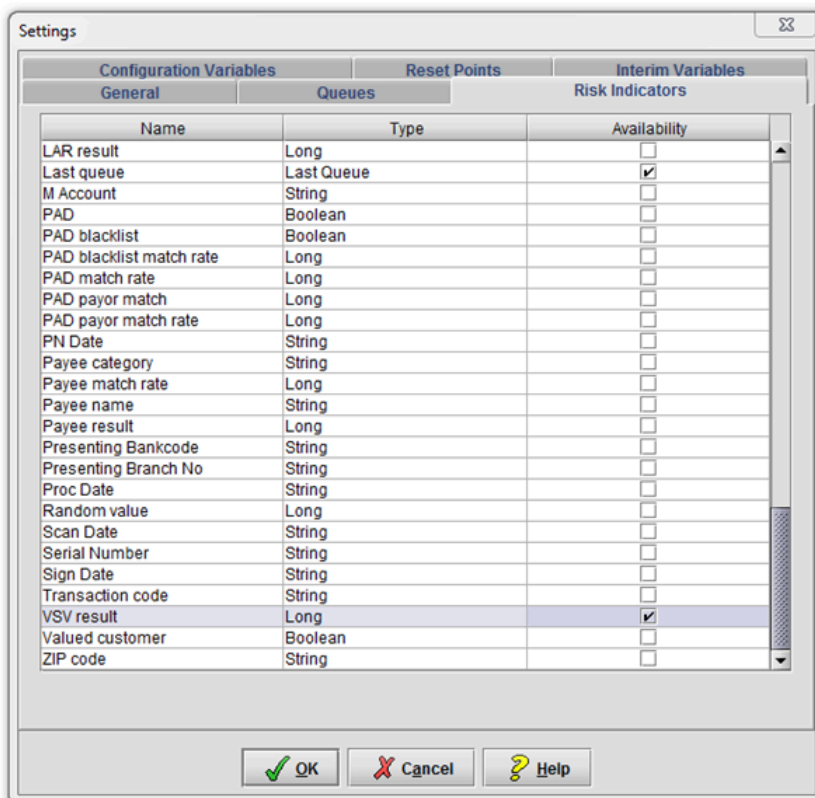 Settings
Configuration Variables Reset Points Interim Variables
General Queues Risk Indicators
Name Type Availability
LAR result Long
Last queue Last Queue
M Account String
PAD Boolean
PAD blacklist Boolean
PAD blacklist match rate Long
PAD match rate Long
PAD payor match Long
PAD payor match rate Long
PN Date String
Payee category String
Payee match rate Long
Payee name String
Payee result Long
Presenting Bankcode String
Presenting Branch No String
Proc Date String
Random value Long
Scan Date String
Serial Number String
Sign Date String
Transaction code String
VSV result Long
Valued customer Boolean
ZIP code String
OK Cancel Help